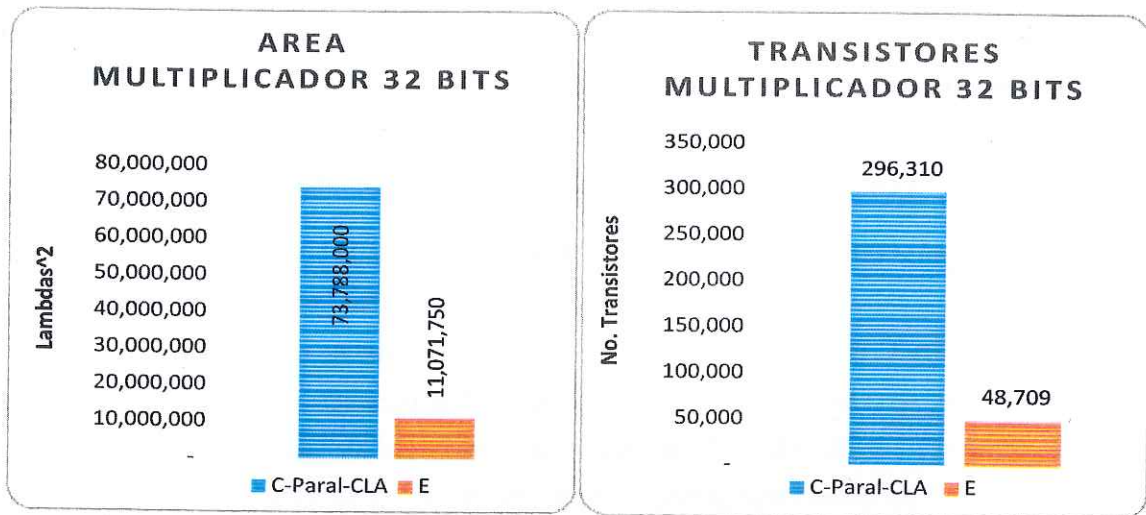 AREA
MULTIPLICADOR 32 BITS
Lambdas^2
80,000,000
70,000,000
60,000,000
50,000,000
40,000,000
30,000,000
20,000,000
10,000,000
-
73,788,000
11,071,750
C-Paral-CLA E
TRANSISTORES
MULTIPLICADOR 32 BITS
No. Transistores
350,000
300,000
250,000
200,000
150,000
100,000
50,000
-
296,310
48,709
C-Paral-CLA E